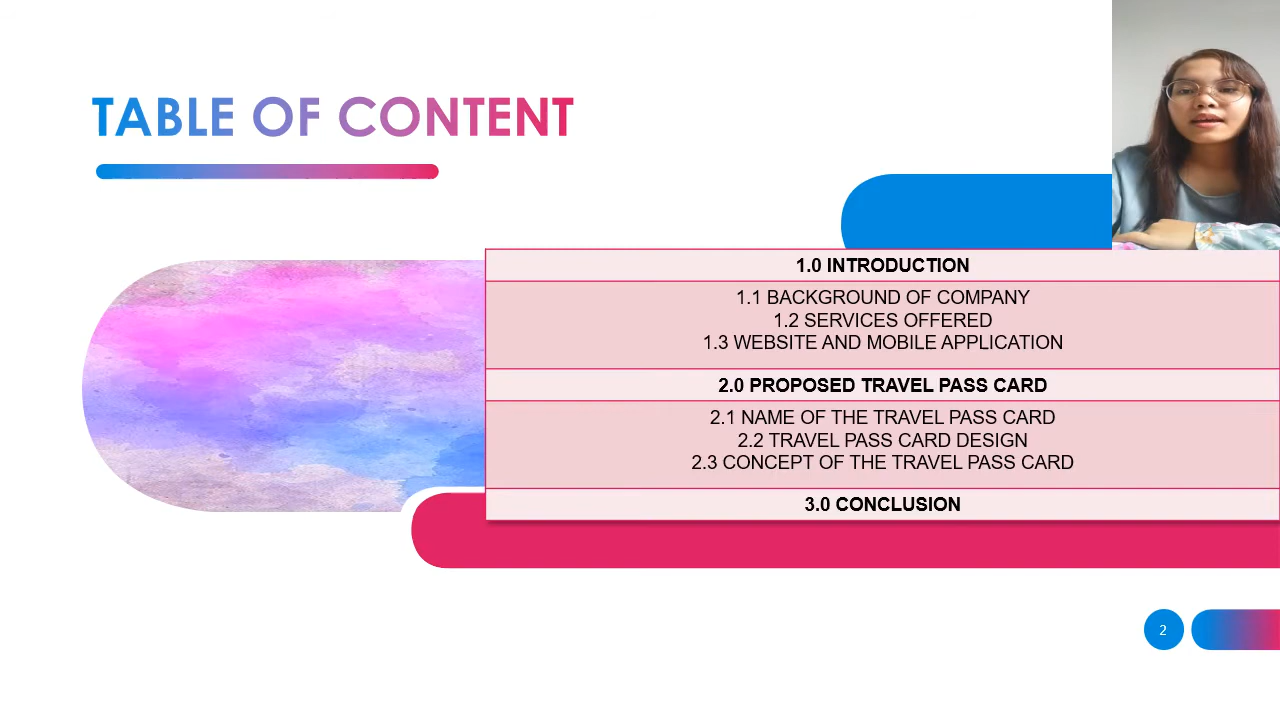 TABLE OF CONTENT
1.0 INTRODUCTION
1.1 BACKGROUND OF COMPANY
1.2 SERVICES OFFERED
1.3 WEBSITE AND MOBILE APPLICATION
2.0 PROPOSED TRAVEL PASS CARD
2.1 NAME OF THE TRAVEL PASS CARD
2.2 TRAVEL PASS CARD DESIGN
2.3 CONCEPT OF THE TRAVEL PASS CARD
3.0 CONCLUSION
2